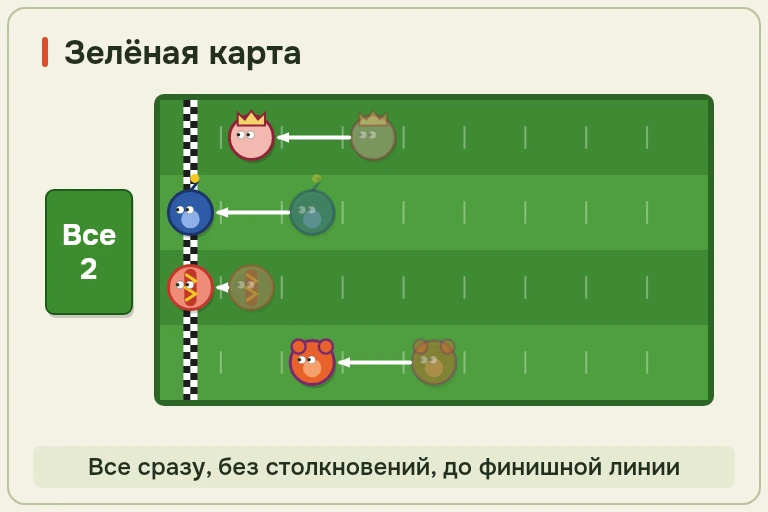 Зелёная карта
Все
2
Все сразу, без столкновений, до финишной линии